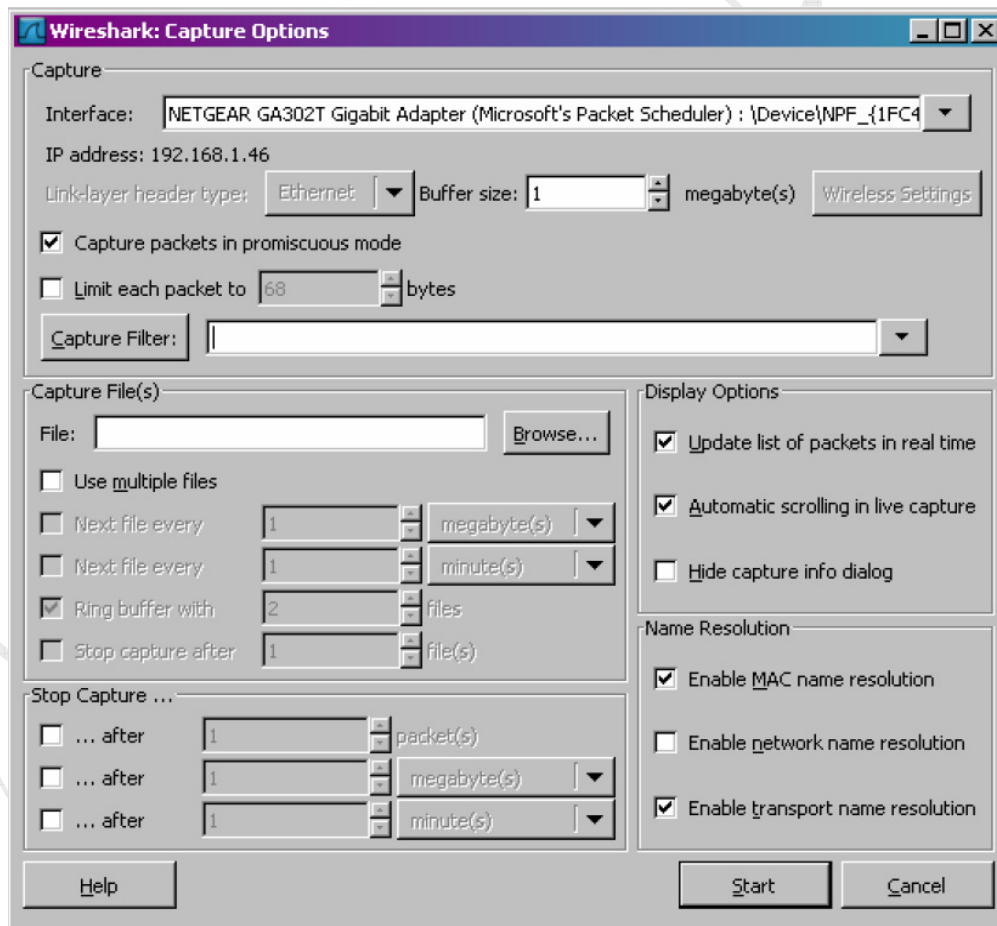 Wireshark: Capture Options
Capture
Interface: NETGEAR GA302T Gigabit Adapter (Microsoft's Packet Scheduler) : \Device\NPF_{1FC4
IP address: 192.168.1.46
Link-layer header type: Ethernet Buffer size: 1 megabyte(s) Wireless Settings
Capture packets in promiscuous mode
Limit each packet to 68 bytes
Capture Filter:
Capture File(s)
File: Browse...
Use multiple files
Next file every 1 megabyte(s)
Next file every 1 minute(s)
Ring buffer with 2 files
Stop capture after 1 file(s)
Stop Capture ...
... after 1 packet(s)
... after 1 megabyte(s)
... after 1 minute(s)
Display Options
Update list of packets in real time
Automatic scrolling in live capture
Hide capture info dialog
Name Resolution
Enable MAC name resolution
Enable network name resolution
Enable transport name resolution
Help Start Cancel